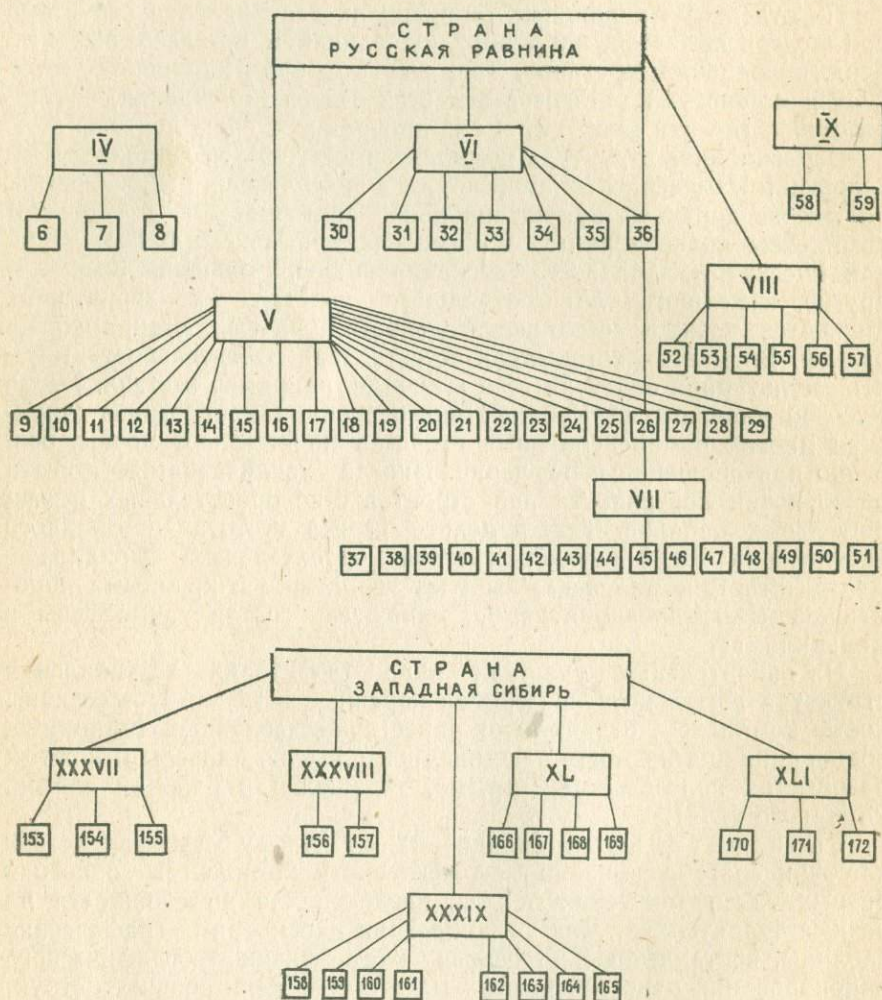 СТРАНА
РУССКАЯ РАВНИНА
IV
VI
IX
6 7 8
30 31 32 33 34 35 36
58 59
V
VIII
52 53 54 55 56 57
9 10 11 12 13 14 15 16 17 18 19 20 21 22 23 24 25 26 27 28 29
VII
37 38 39 40 41 42 43 44 45 46 47 48 49 50 51
СТРАНА
ЗАПАДНАЯ СИБИРЬ
XXXVII XXXVIII XL XLI
153 154 155 156 157 166 167 168 169 170 171 172
XXXIX
158 159 160 161 162 163 164 165